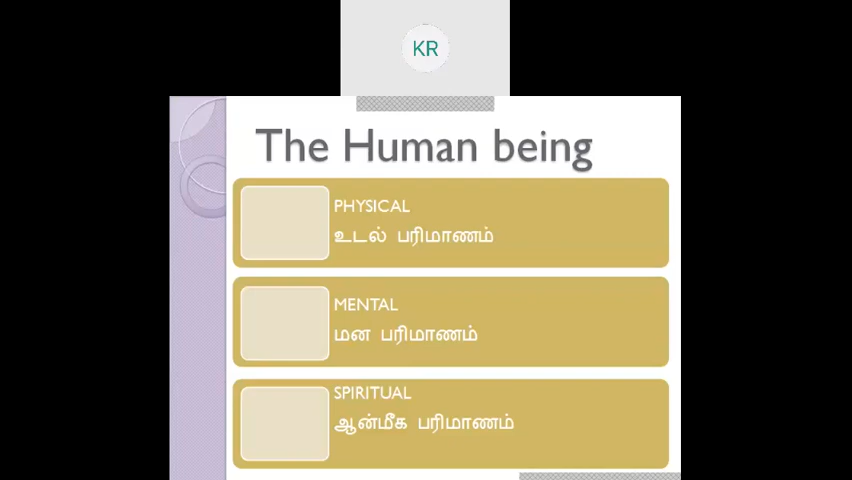 KR
The Human being
PHYSICAL
உடல் பரிமாணம்
MENTAL
மன பரிமாணம்
SPIRITUAL
ஆன்மீக பரிமாணம்